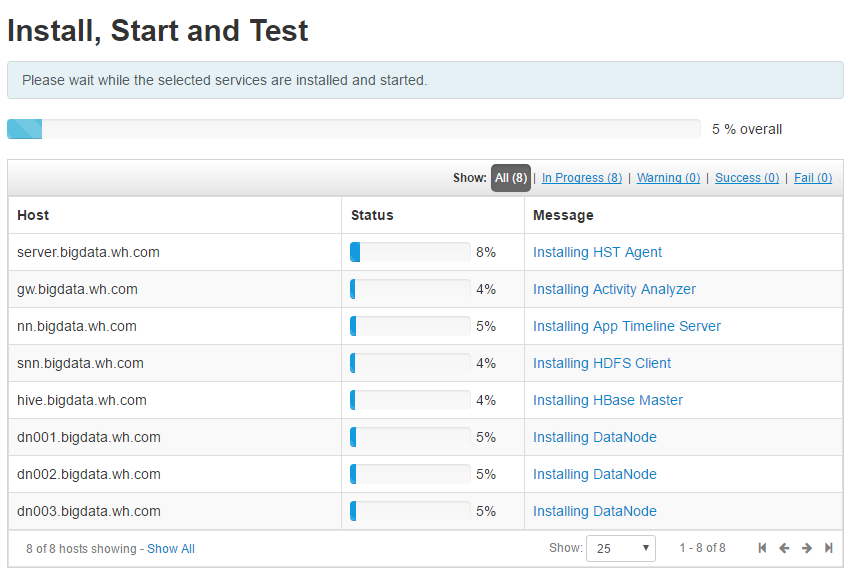 Install, Start and Test
Please wait while the selected services are installed and started.
5 % overall
Show: All (8) | In Progress (8) | Warning (0) | Success (0) | Fail (0)
Host Status Message
server.bigdata.wh.com 8% Installing HST Agent
gw.bigdata.wh.com 4% Installing Activity Analyzer
nn.bigdata.wh.com 5% Installing App Timeline Server
snn.bigdata.wh.com 4% Installing HDFS Client
hive.bigdata.wh.com 4% Installing HBase Master
dn001.bigdata.wh.com 5% Installing DataNode
dn002.bigdata.wh.com 5% Installing DataNode
dn003.bigdata.wh.com 5% Installing DataNode
8 of 8 hosts showing - Show All Show: 25 1 - 8 of 8